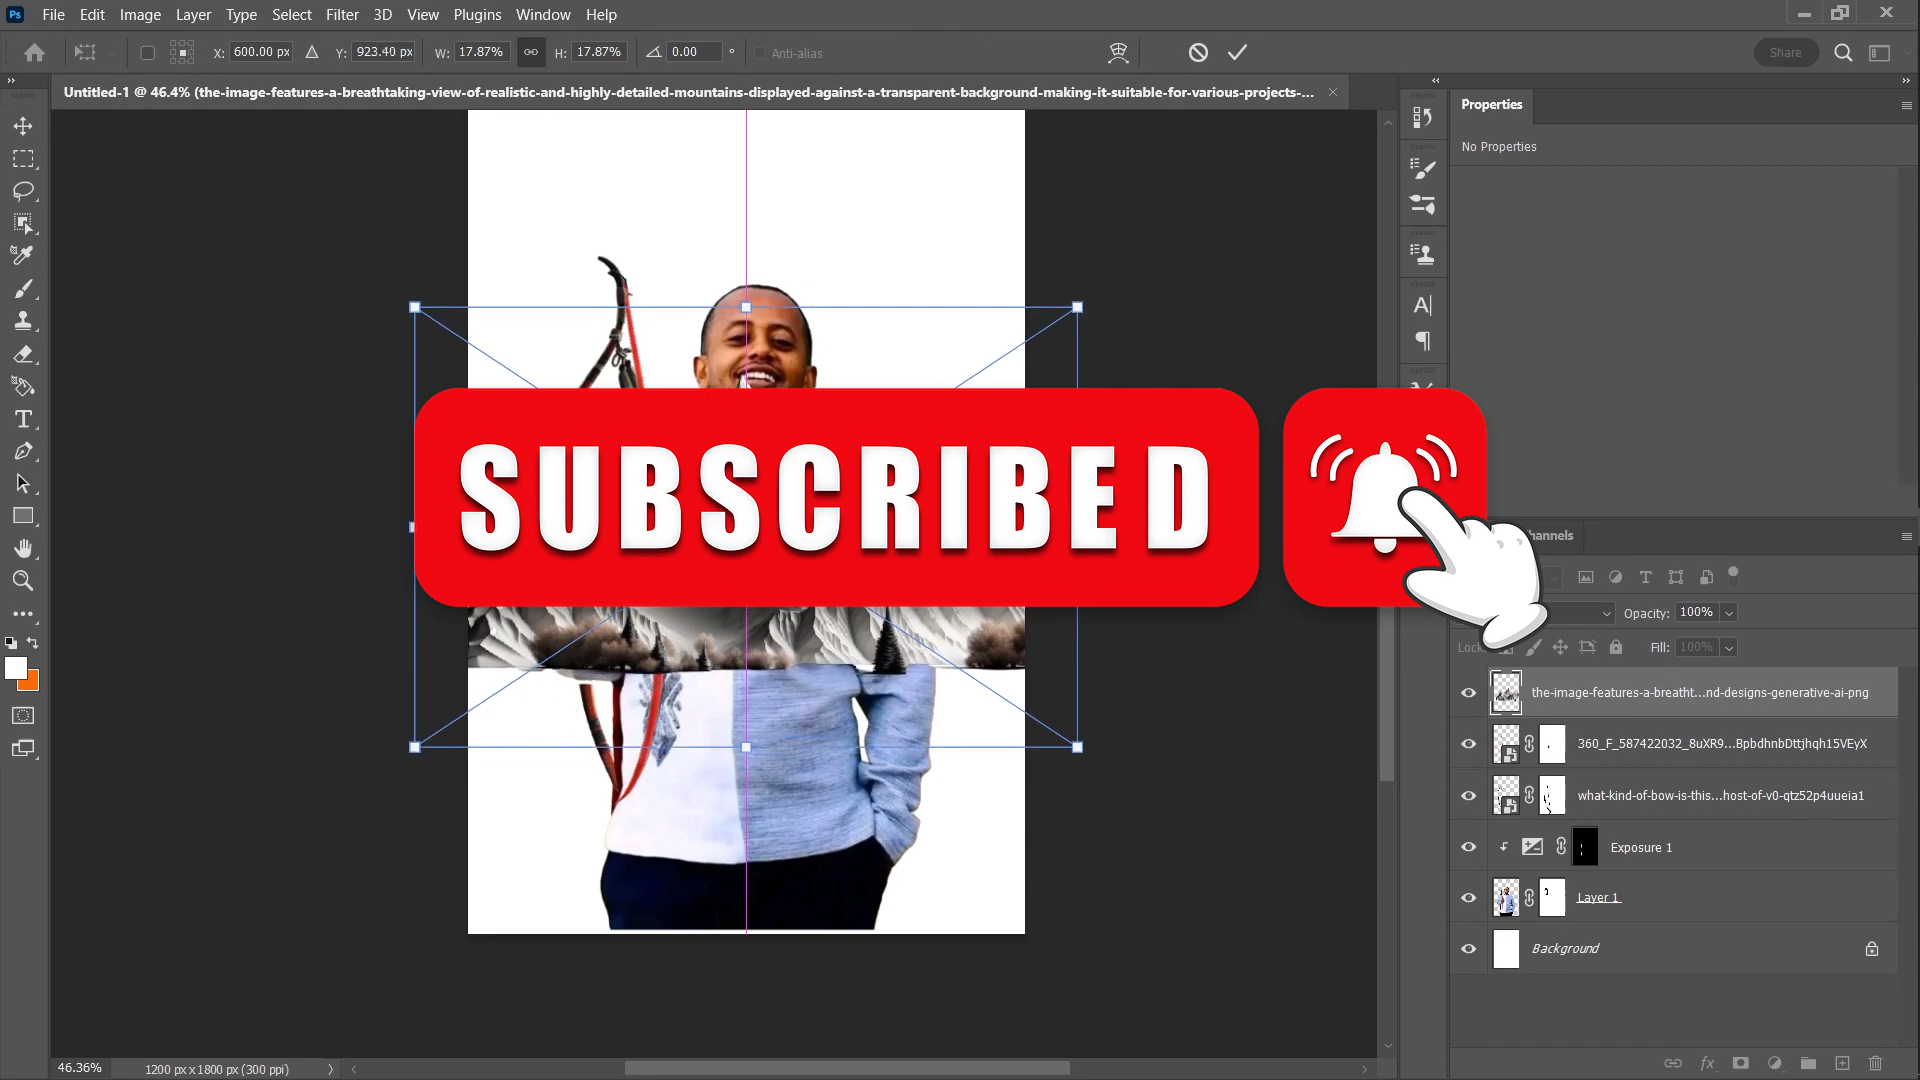 Ps File Edit Image Layer Type Select Filter 3D View Plugins Window Help
X: 600.00 px Y: 923.40 px W: 17.87% H: 17.87% 0.00 ° Anti-alias Share
Untitled-1 @ 46.4% (the-image-features-a-breathtaking-view-of-realistic-and-highly-detailed-mountains-displayed-against-a-transparent-background-making-it-suitable-for-various-projects-...
Properties
No Properties
SUBSCRIBED
hannels
Opacity: 100%
Lock: Fill: 100%
the-image-features-a-breatht...nd-designs-generative-ai-png
360_F_587422032_8uXR9...BpbdhnbDttjhqh15VEyX
what-kind-of-bow-is-this...host-of-v0-qtz52p4uueia1
Exposure 1
Layer 1
Background
46.36% 1200 px x 1800 px (300 ppi)